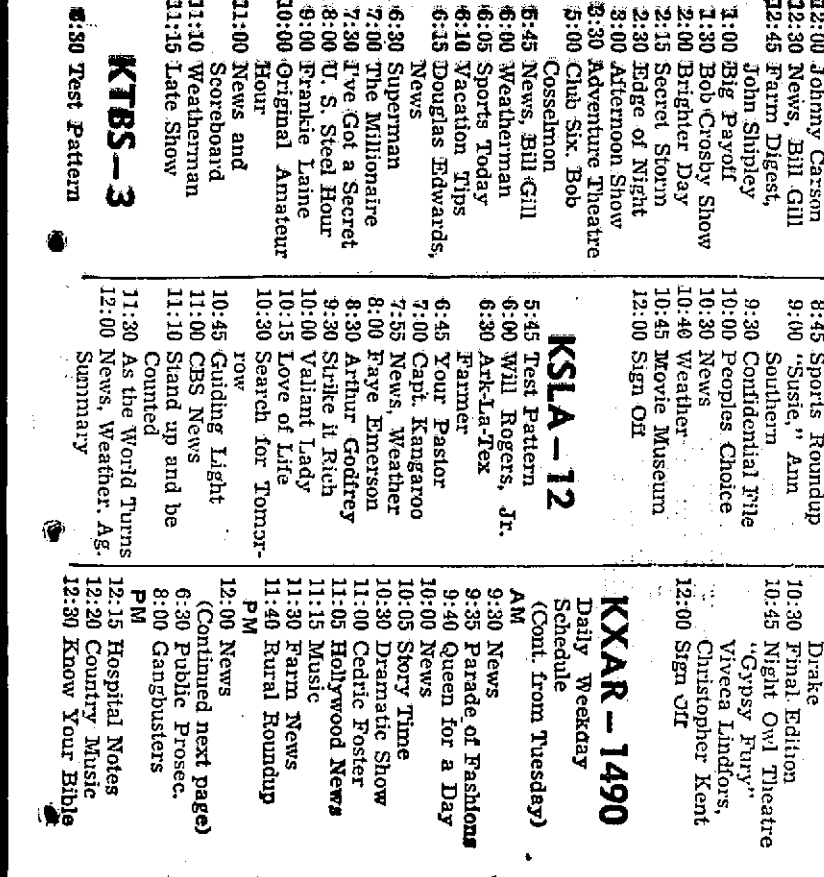 12:00 Johnny Carson
12:30 News, Bill Gill
12:45 Farm Digest,
John Shipley
1:00 Big Payoff
1:30 Bob Crosby Show
2:00 Brighter Day
2:15 Secret Storm
2:30 Edge of Night
3:00 Afternoon Show
3:30 Adventure Theatre
5:00 Club Six. Bob
Cosselmon
5:45 News, Bill Gill
6:00 Weatherman
6:05 Sports Today
6:10 Vacation Tips
6:15 Douglas Edwards,
News
6:30 Superman
7:00 The Millionaire
7:30 I've Got a Secret
8:00 U. S. Steel Hour
9:00 Frankie Laine
10:00 Original Amateur
Hour
11:00 News and
Scoreboard
11:10 Weatherman
11:15 Late Show
KTBS—3
6:30 Test Pattern
8:45 Sports Roundup
9:00 "Susie," Ann
Southern
9:30 Confidential File
10:00 Peoples Choice
10:30 News
10:40 Weather
10:45 Movie Museum
12:00 Sign Off
KSLA—12
5:45 Test Pattern
6:00 Will Rogers, Jr.
6:30 Ark-La-Tex
Farmer
6:45 Your Pastor
7:00 Capt. Kangaroo
7:55 News, Weather
8:00 Faye Emerson
8:30 Arthur Godfrey
9:30 Strike it Rich
10:00 Valiant Lady
10:15 Love of Life
10:30 Search for Tomor-
row
10:45 Guiding Light
11:00 CBS News
11:10 Stand up and be
Counted
11:30 As the World Turns
12:00 News, Weather. Ag.
Summary
Drake
10:30 Final Edition
10:45 Night Owl Theatre
"Gypsy Fury"
Viveca Lindfors,
Christopher Kent
12:00 Sign Off
KXAR—1490
Daily Weekday
Schedule
(Cont. from Tuesday)
AM
9:30 News
9:35 Parade of Fashions
9:40 Queen for a Day
10:00 News
10:05 Story Time
10:30 Dramatic Show
11:00 Cedric Foster
11:05 Hollywood News
11:15 Music
11:30 Farm News
11:40 Rural Roundup
PM
12:00 News
(Continued next page)
6:30 Public Prosec.
8:00 Gangbusters
PM
12:15 Hospital Notes
12:20 Country Music
12:30 Know Your Bible